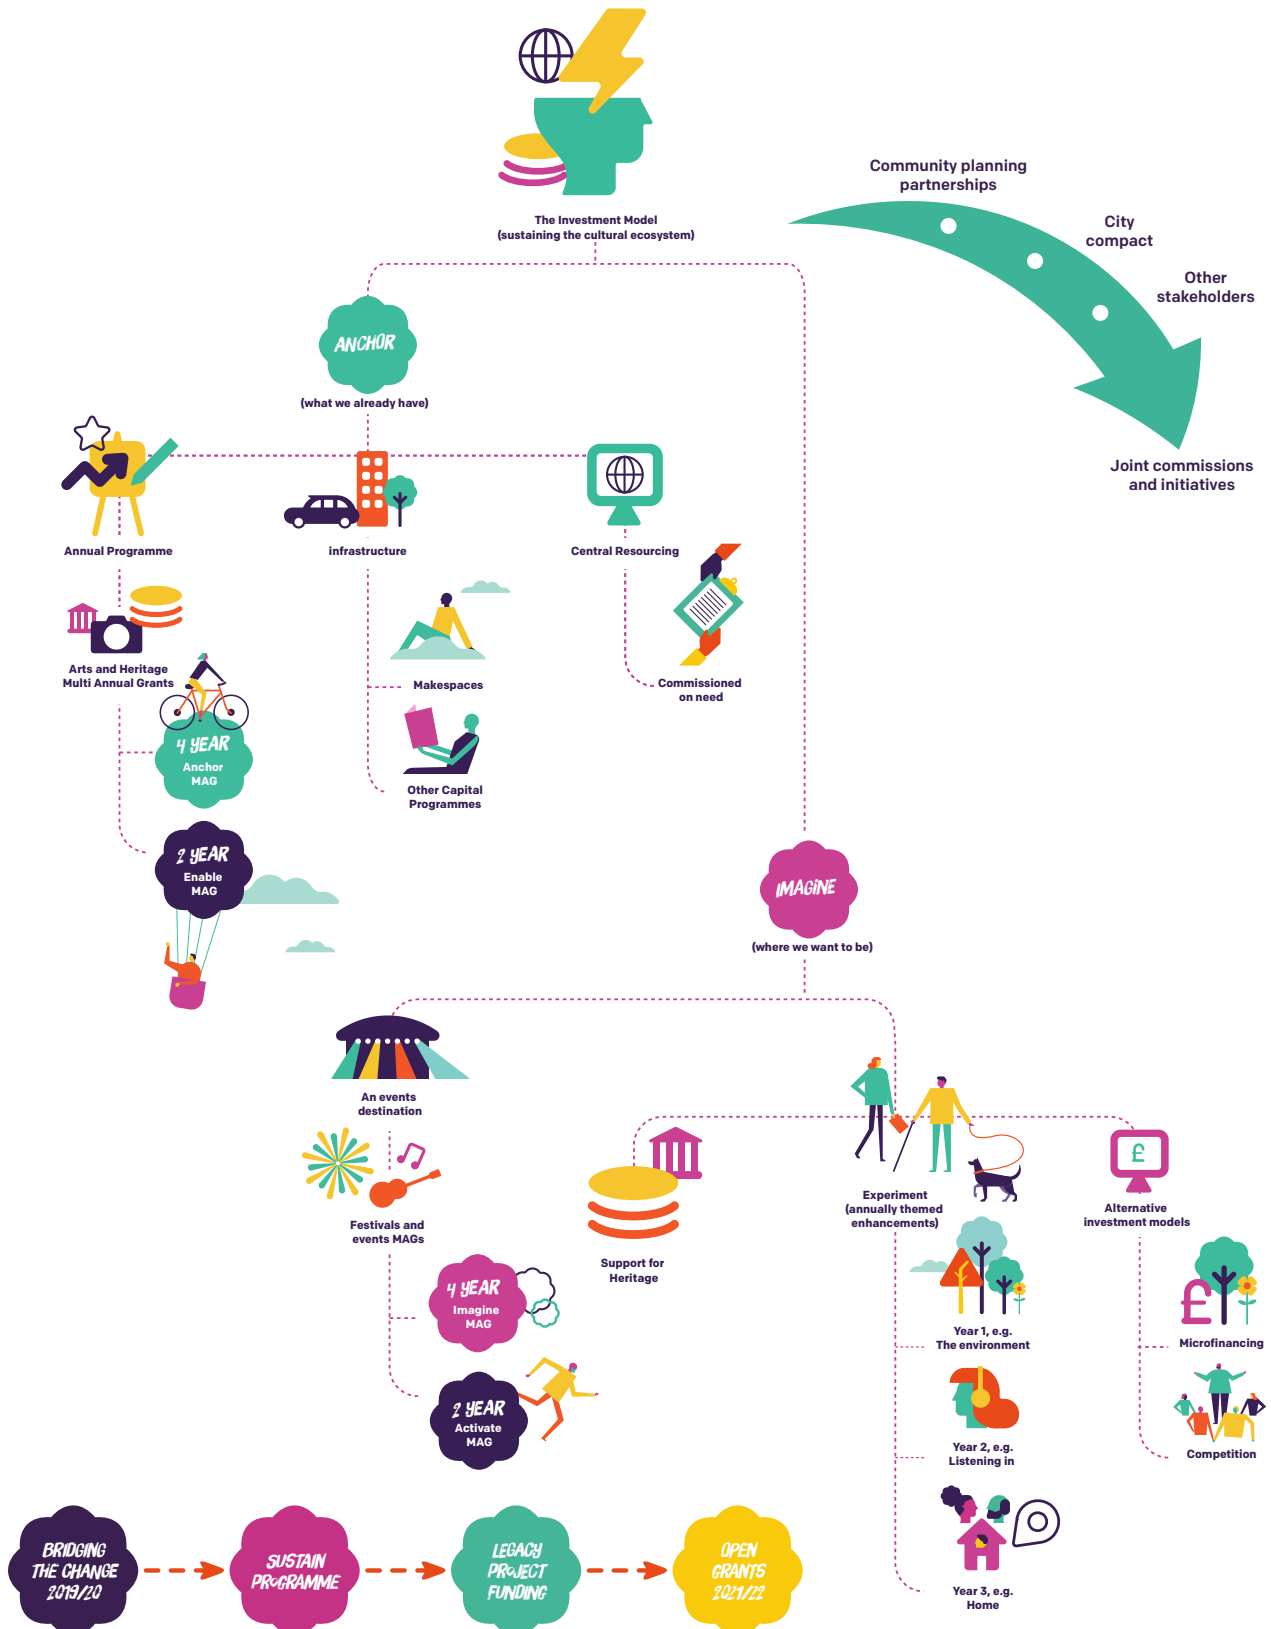 The Investment Model
(sustaining the cultural ecosystem)
Community planning
partnerships
City
compact
Other
stakeholders
Joint commissions
and initiatives
ANCHOR
(what we already have)
Annual Programme
infrastructure
Central Resourcing
Arts and Heritage
Multi Annual Grants
4 YEAR
Anchor
MAG
2 YEAR
Enable
MAG
Makespaces
Other Capital
Programmes
Commissioned
on need
IMAGiNE
(where we want to be)
An events
destination
Festivals and
events MAGs
4 YEAR
Imagine
MAG
2 YEAR
Activate
MAG
Support for
Heritage
Experiment
(annually themed
enhancements)
Year 1, e.g.
The environment
Year 2, e.g.
Listening in
Year 3, e.g.
Home
£
Alternative
investment models
£
Microfinancing
Competition
BRIDGING
THE CHANGE
2019/20
SUSTAIN
PROGRAMME
LEGACY
PROJECT
FUNDING
OPEN
GRANTS
2021/22